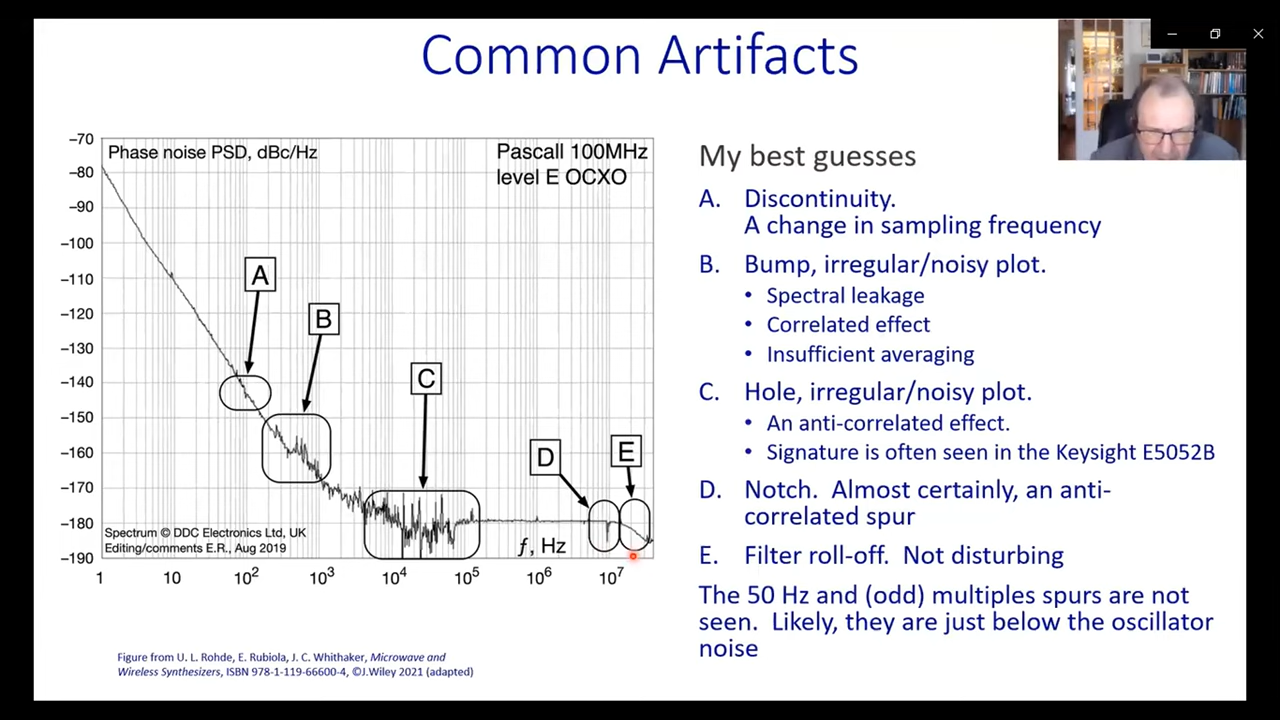 Common Artifacts
Phase noise PSD, dBc/Hz
Pascall 100MHz
level E OCXO
−70
−80
−90
−100
−110
−120
−130
−140
−150
−160
−170
−180
−190
A
B
C
D
E
Spectrum © DDC Electronics Ltd, UK
Editing/comments E.R., Aug 2019
f, Hz
1
10
10²
10³
10⁴
10⁵
10⁶
10⁷
Figure from U. L. Rohde, E. Rubiola, J. C. Whithaker, Microwave and
Wireless Synthesizers, ISBN 978-1-119-66600-4, ©J.Wiley 2021 (adapted)
My best guesses
A. Discontinuity.
A change in sampling frequency
B. Bump, irregular/noisy plot.
• Spectral leakage
• Correlated effect
• Insufficient averaging
C. Hole, irregular/noisy plot.
• An anti-correlated effect.
• Signature is often seen in the Keysight E5052B
D. Notch. Almost certainly, an anti-
correlated spur
E. Filter roll-off. Not disturbing
The 50 Hz and (odd) multiples spurs are not
seen. Likely, they are just below the oscillator
noise